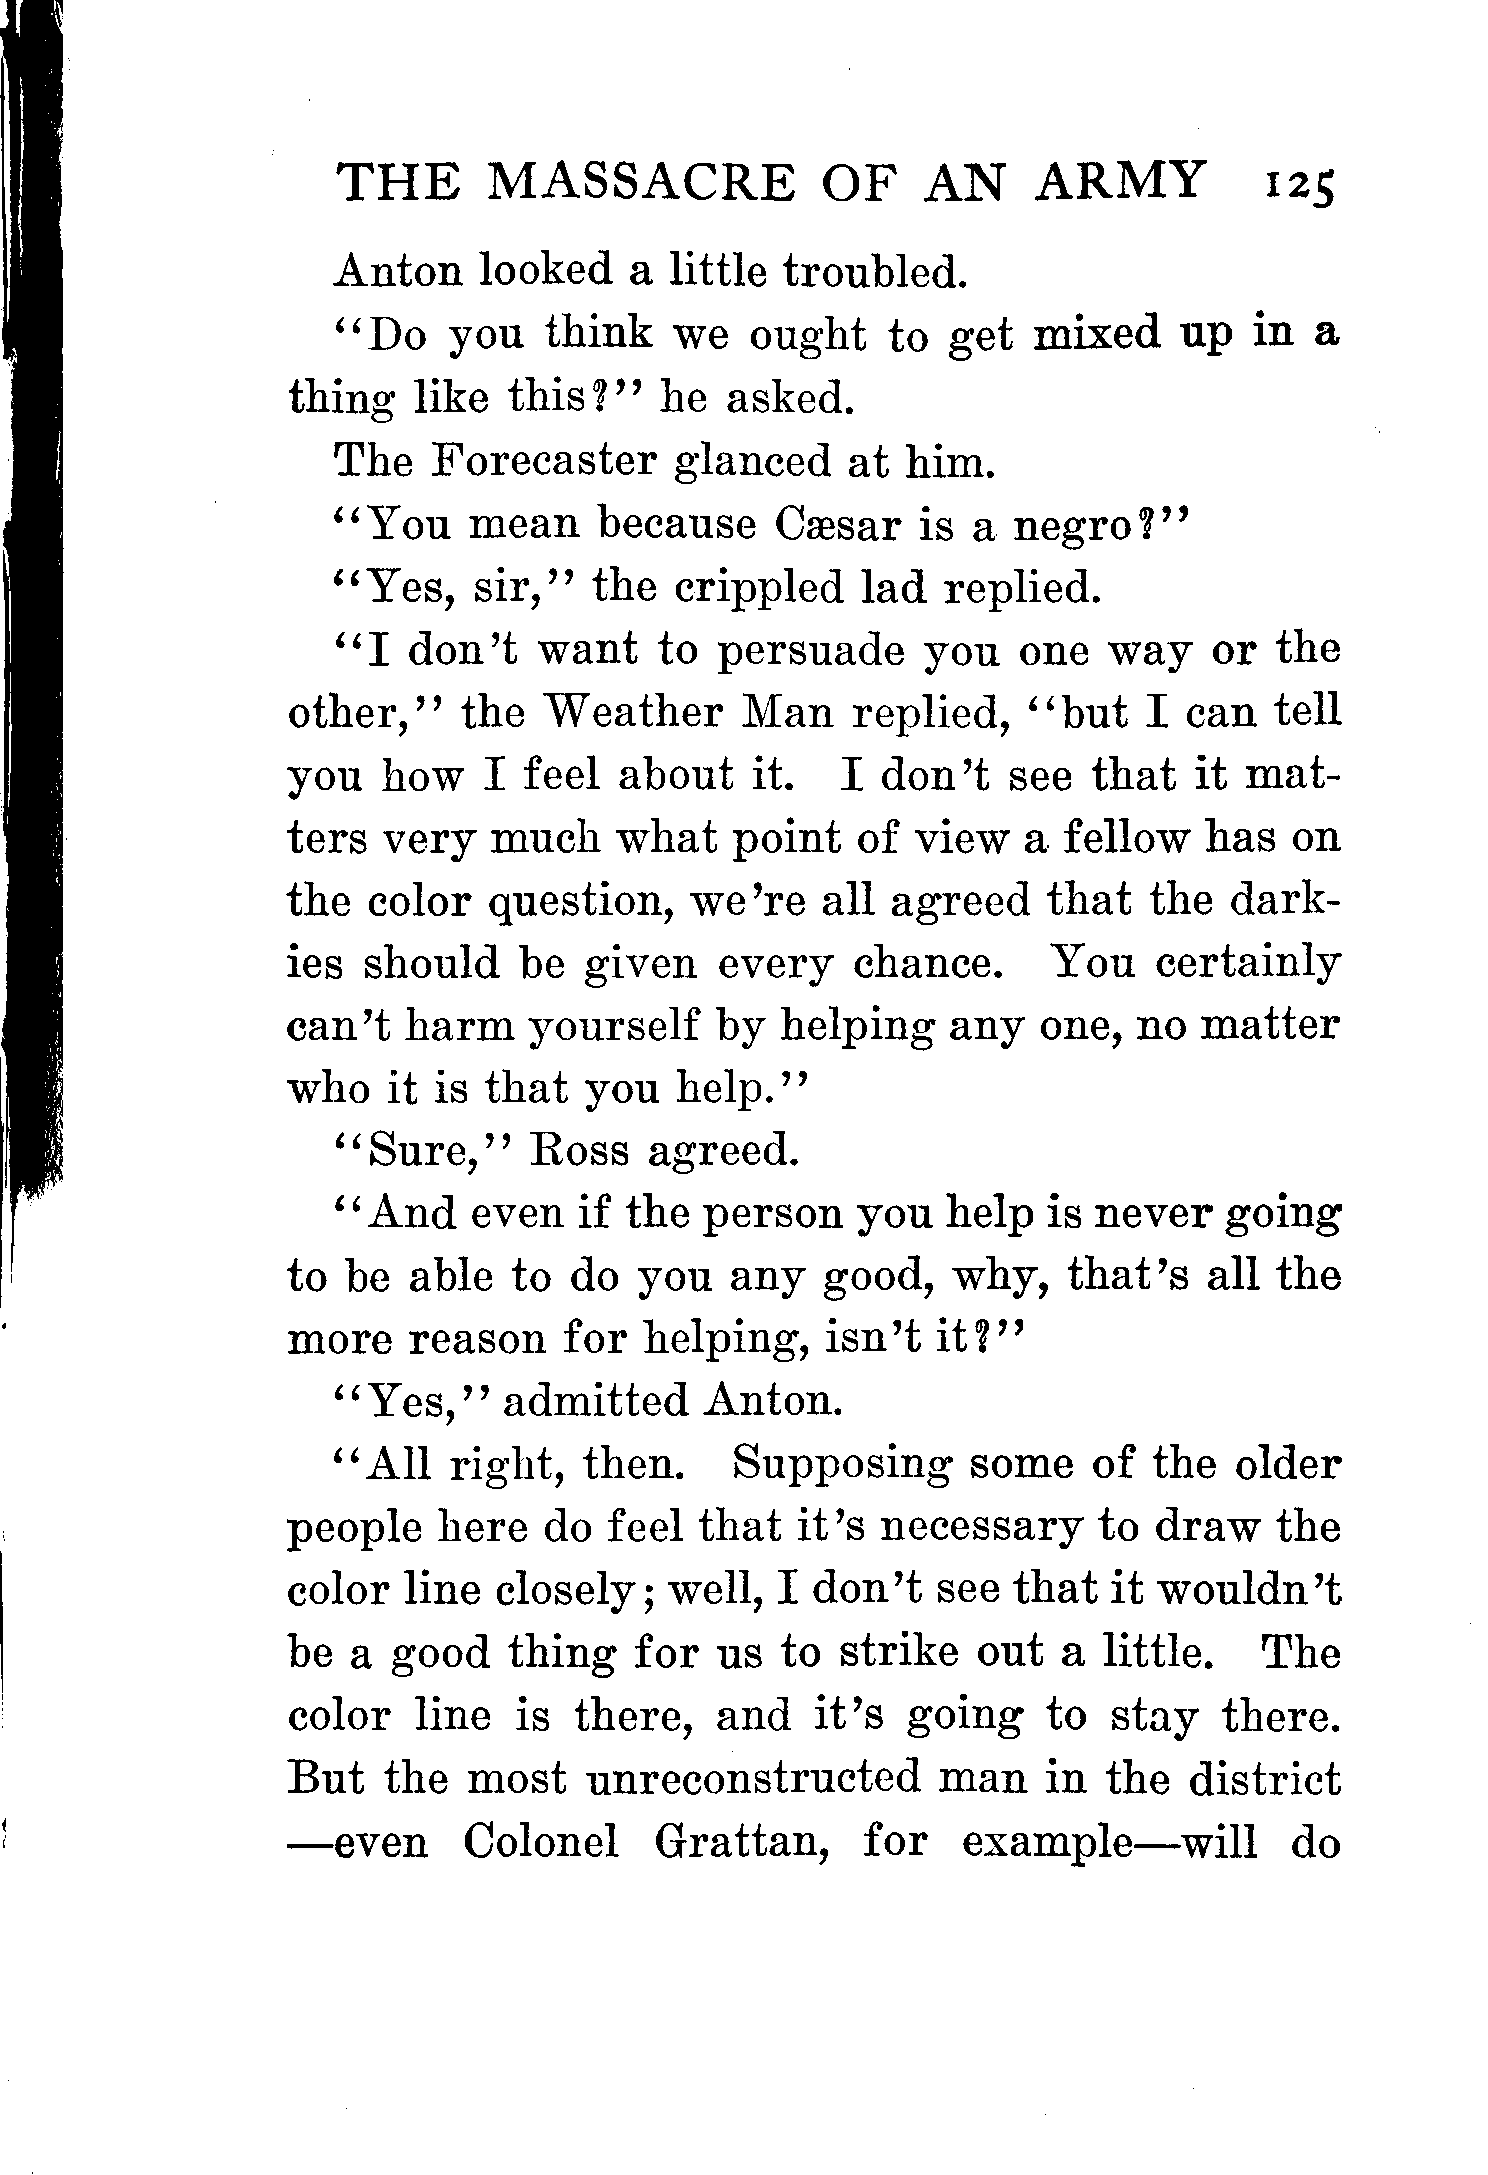 THE MASSACRE OF AN ARMY 125
Anton looked a little troubled.
"Do you think we ought to get mixed up in a
thing like this?" he asked.
The Forecaster glanced at him.
"You mean because Cæsar is a negro?"
"Yes, sir," the crippled lad replied.
"I don't want to persuade you one way or the
other," the Weather Man replied, "but I can tell
you how I feel about it. I don't see that it mat-
ters very much what point of view a fellow has on
the color question, we're all agreed that the dark-
ies should be given every chance. You certainly
can't harm yourself by helping any one, no matter
who it is that you help."
"Sure," Ross agreed.
"And even if the person you help is never going
to be able to do you any good, why, that's all the
more reason for helping, isn't it?"
"Yes," admitted Anton.
"All right, then. Supposing some of the older
people here do feel that it's necessary to draw the
color line closely; well, I don't see that it wouldn't
be a good thing for us to strike out a little. The
color line is there, and it's going to stay there.
But the most unreconstructed man in the district
—even Colonel Grattan, for example—will do